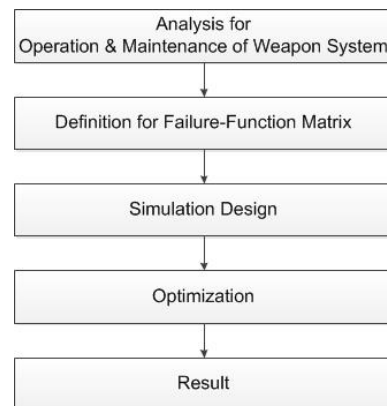 Analysis for
Operation & Maintenance of Weapon System
Definition for Failure-Function Matrix
Simulation Design
Optimization
Result